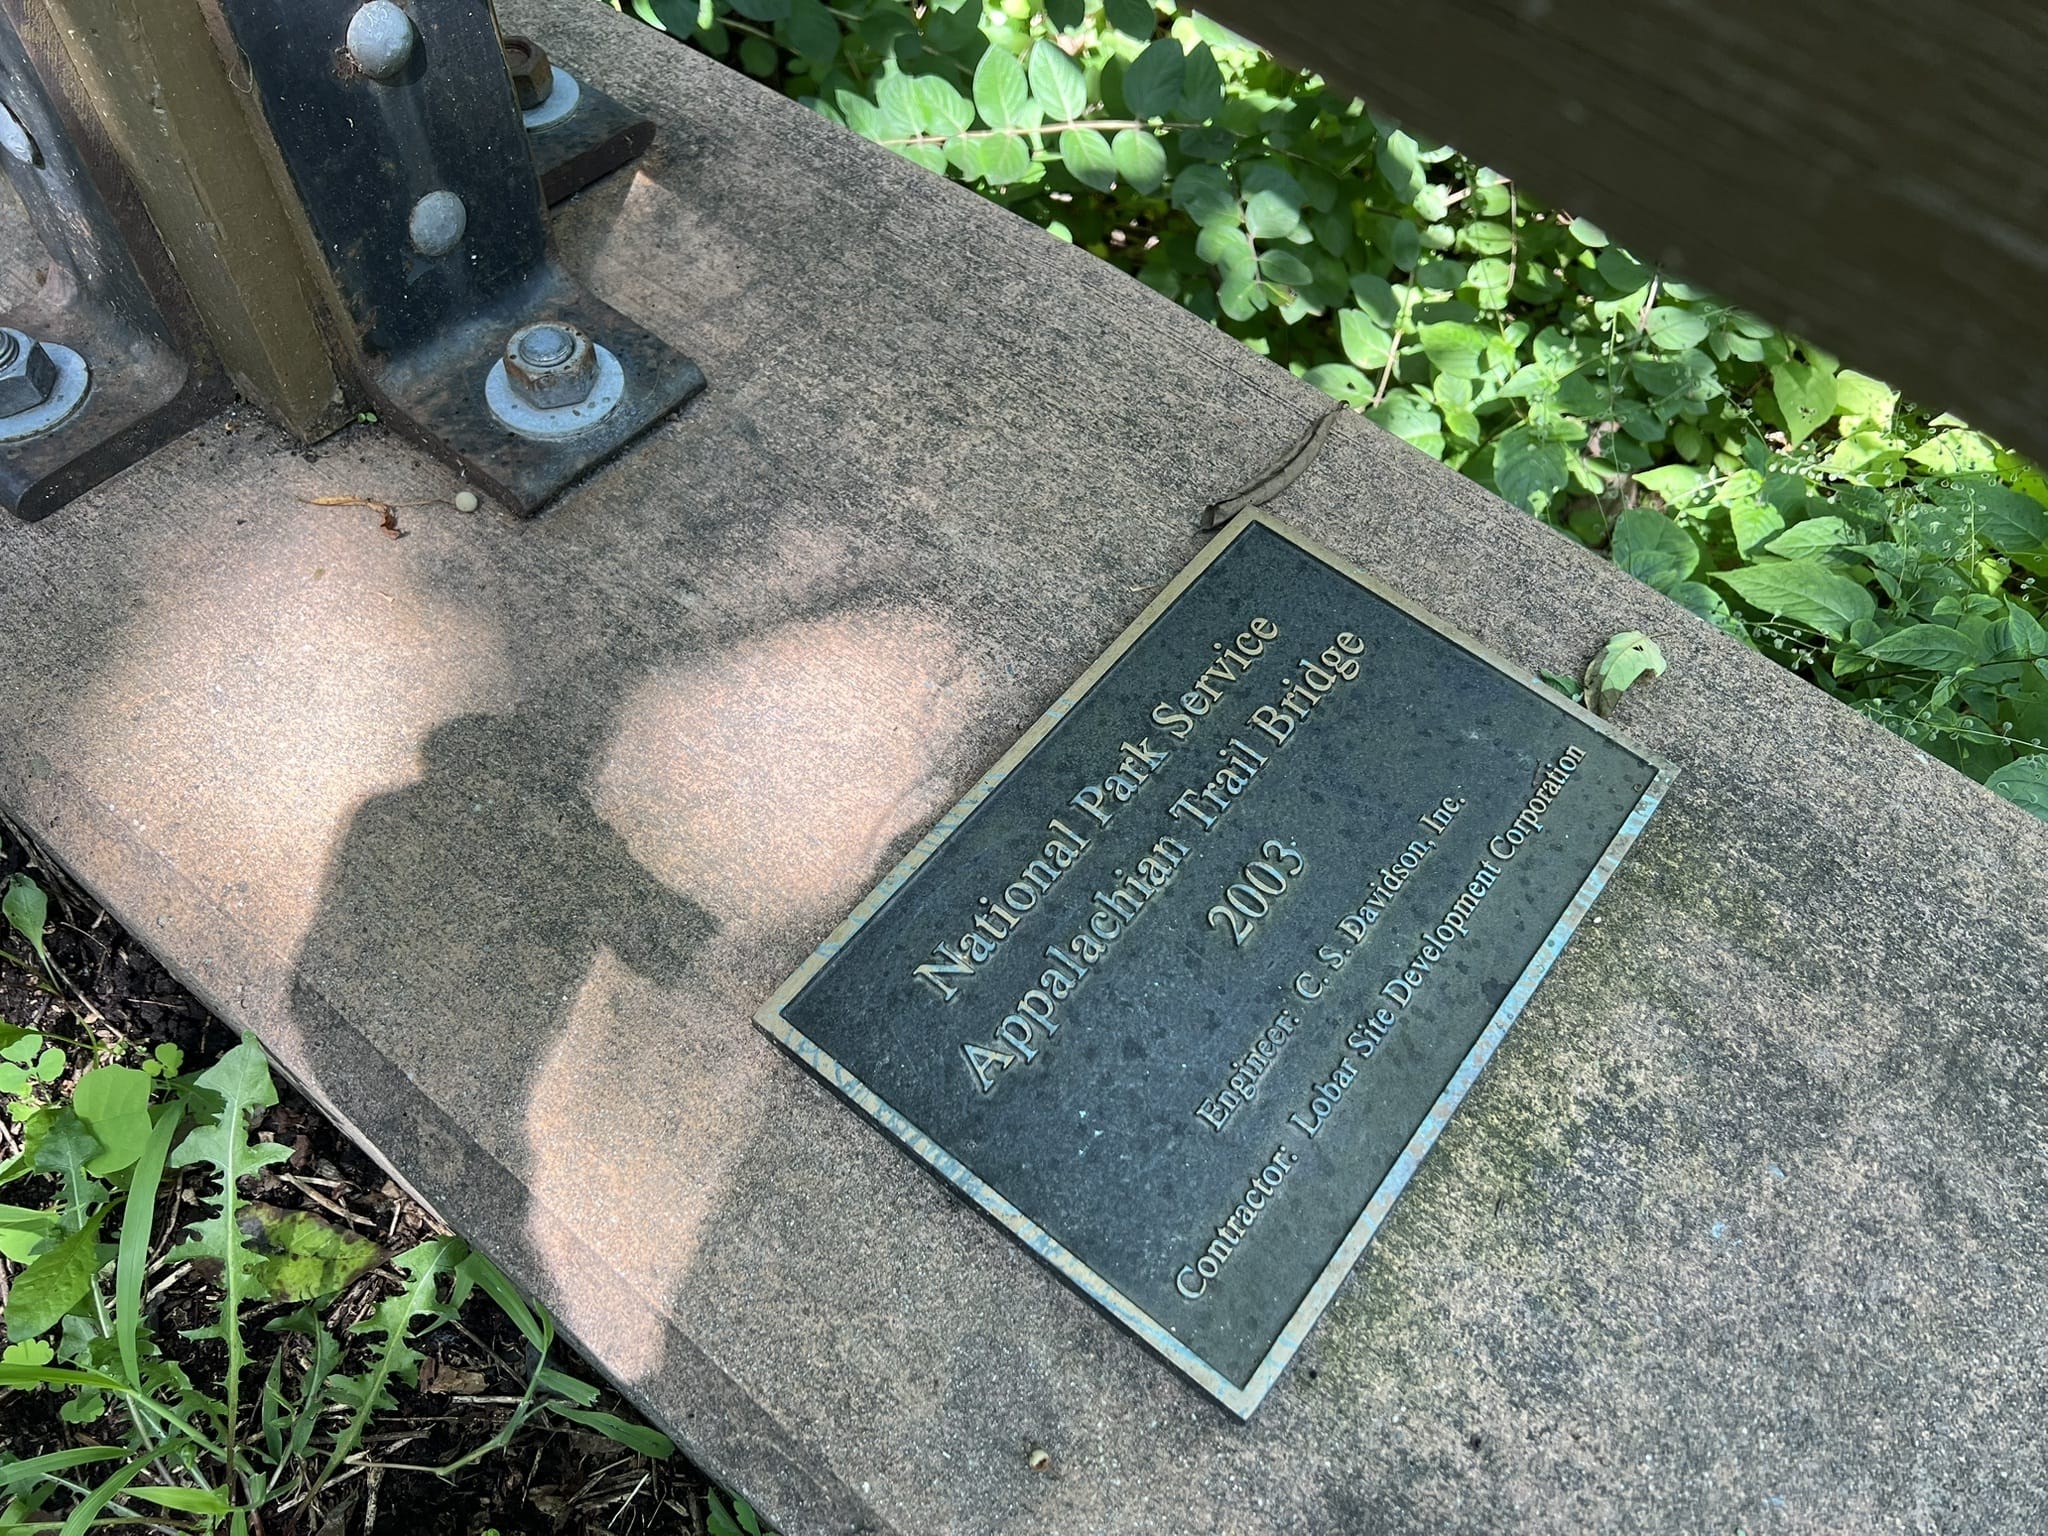 National Park Service
Appalachian Trail Bridge
2003
Engineer: C. S. Davidson, Inc.
Contractor: Lobar Site Development Corporation